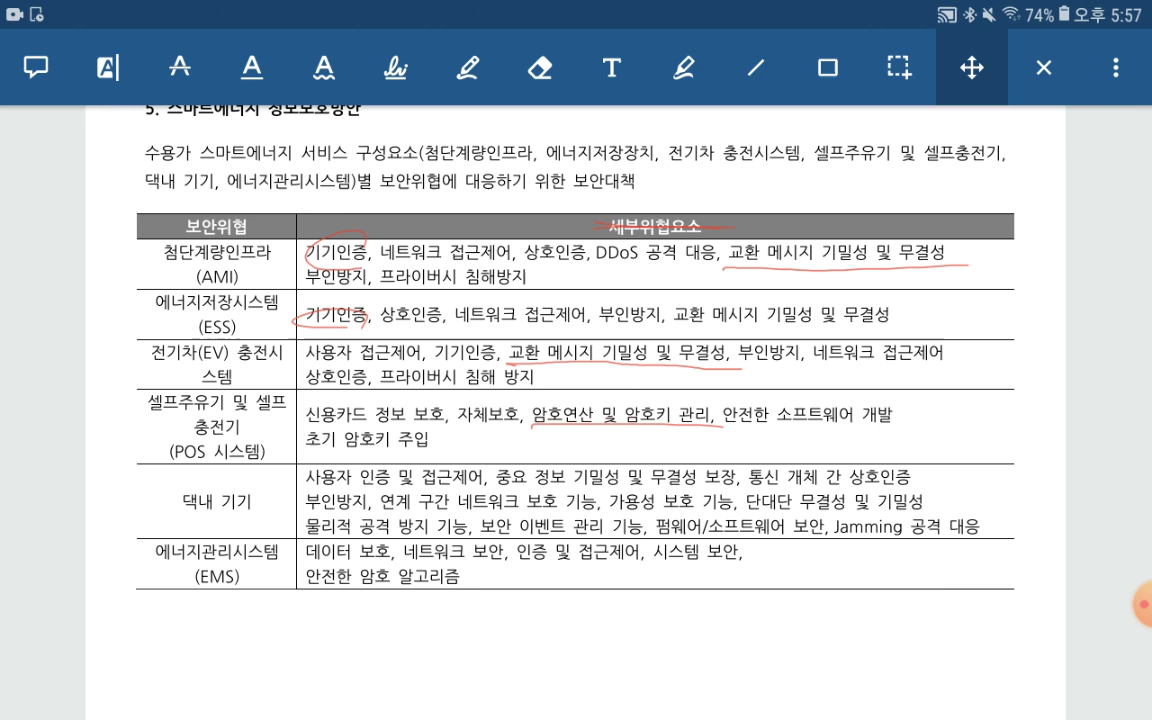 74% 오후 5:57
T
5. 스마트에너지 정보보호방안
수용가 스마트에너지 서비스 구성요소(첨단계량인프라, 에너지저장장치, 전기차 충전시스템, 셀프주유기 및 셀프충전기,
댁내 기기, 에너지관리시스템)별 보안위협에 대응하기 위한 보안대책
보안위협 세부위협요소
첨단계량인프라
(AMI)
기기인증, 네트워크 접근제어, 상호인증, DDoS 공격 대응, 교환 메시지 기밀성 및 무결성
부인방지, 프라이버시 침해방지
에너지저장시스템
(ESS)
기기인증, 상호인증, 네트워크 접근제어, 부인방지, 교환 메시지 기밀성 및 무결성
전기차(EV) 충전시
스템
사용자 접근제어, 기기인증, 교환 메시지 기밀성 및 무결성, 부인방지, 네트워크 접근제어
상호인증, 프라이버시 침해 방지
셀프주유기 및 셀프
충전기
(POS 시스템)
신용카드 정보 보호, 자체보호, 암호연산 및 암호키 관리, 안전한 소프트웨어 개발
초기 암호키 주입
댁내 기기
사용자 인증 및 접근제어, 중요 정보 기밀성 및 무결성 보장, 통신 개체 간 상호인증
부인방지, 연계 구간 네트워크 보호 기능, 가용성 보호 기능, 단대단 무결성 및 기밀성
물리적 공격 방지 기능, 보안 이벤트 관리 기능, 펌웨어/소프트웨어 보안, Jamming 공격 대응
에너지관리시스템
(EMS)
데이터 보호, 네트워크 보안, 인증 및 접근제어, 시스템 보안,
안전한 암호 알고리즘